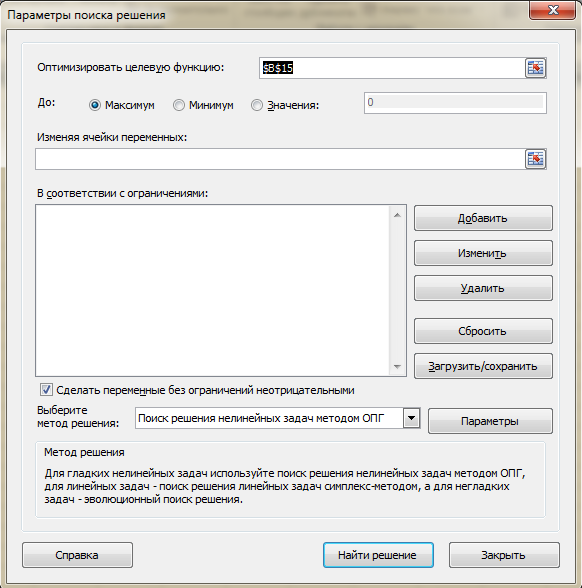 Параметры поиска решения
Оптимизировать целевую функцию: $B$15
До: Максимум Минимум Значения: 0
Изменяя ячейки переменных:
В соответствии с ограничениями:
Добавить
Изменить
Удалить
Сбросить
Загрузить/сохранить
Сделать переменные без ограничений неотрицательными
Выберите
метод решения:
Поиск решения нелинейных задач методом ОПГ
Параметры
Метод решения
Для гладких нелинейных задач используйте поиск решения нелинейных задач методом ОПГ,
для линейных задач - поиск решения линейных задач симплекс-методом, а для негладких
задач - эволюционный поиск решения.
Справка
Найти решение
Закрыть